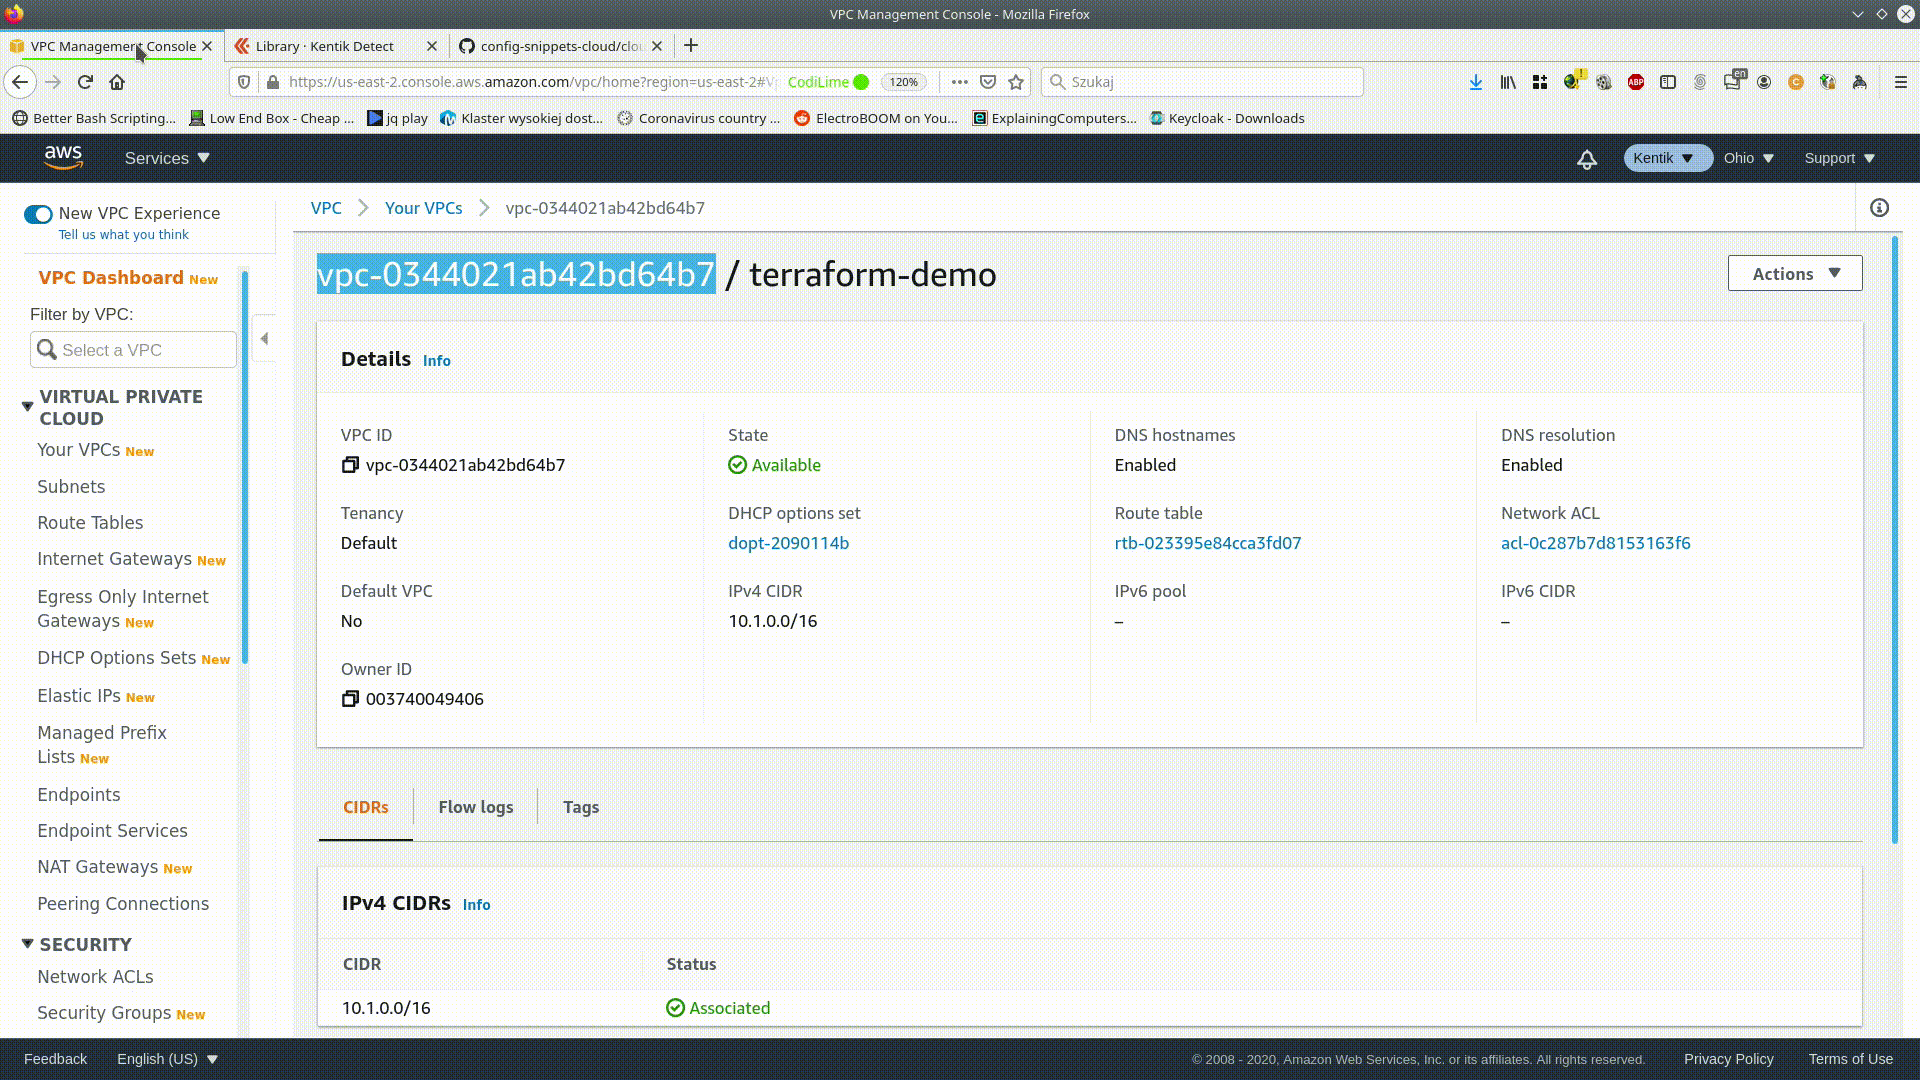 VPC Management Console - Mozilla Firefox
VPC Management Console
Library · Kentik Detect
config-snippets-cloud/clou
https://us-east-2.console.aws.amazon.com/vpc/home?region=us-east-2#V
CodiLime
120%
Szukaj
en
ABP
Better Bash Scripting...
Low End Box - Cheap ...
jq play
Klaster wysokiej dost...
Coronavirus country ...
ElectroBOOM on You...
ExplainingComputers...
Keycloak - Downloads
aws
Services
Kentik
Ohio
Support
New VPC Experience
Tell us what you think
VPC Dashboard New
Filter by VPC:
Select a VPC
VIRTUAL PRIVATE
CLOUD
Your VPCs New
Subnets
Route Tables
Internet Gateways New
Egress Only Internet
Gateways New
DHCP Options Sets New
Elastic IPs New
Managed Prefix
Lists New
Endpoints
Endpoint Services
NAT Gateways New
Peering Connections
SECURITY
Network ACLs
Security Groups New
VPC
Your VPCs
vpc-0344021ab42bd64b7
vpc-0344021ab42bd64b7 / terraform-demo
Actions
Details Info
VPC ID
vpc-0344021ab42bd64b7
State
Available
DNS hostnames
Enabled
DNS resolution
Enabled
Tenancy
Default
DHCP options set
dopt-2090114b
Route table
rtb-023395e84cca3fd07
Network ACL
acl-0c287b7d8153163f6
Default VPC
No
IPv4 CIDR
10.1.0.0/16
IPv6 pool
–
IPv6 CIDR
–
Owner ID
003740049406
CIDRs
Flow logs
Tags
IPv4 CIDRs Info
CIDR
Status
10.1.0.0/16
Associated
Feedback
English (US)
© 2008 - 2020, Amazon Web Services, Inc. or its affiliates. All rights reserved.
Privacy Policy
Terms of Use